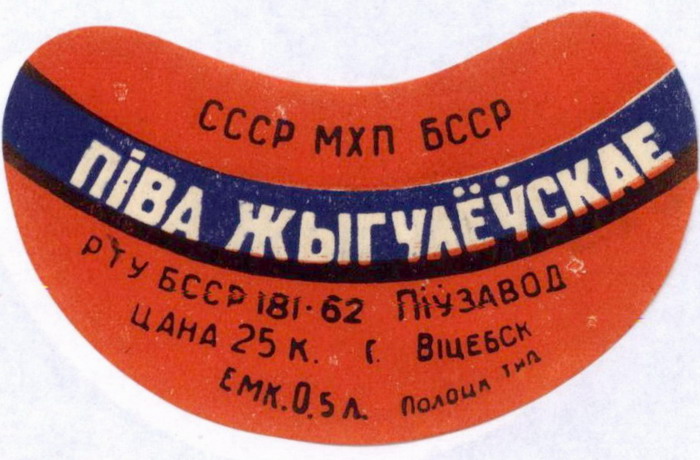 СССР МХП БССР
ПІВА ЖЫГУЛЁЎСКАЕ
РТУ БССР 181-62 ПІЎЗАВОД
ЦАНА 25 К. Г. ВІЦЕБСК
ЕМК. 0,5 Л. ПОЛОЦК ТИП